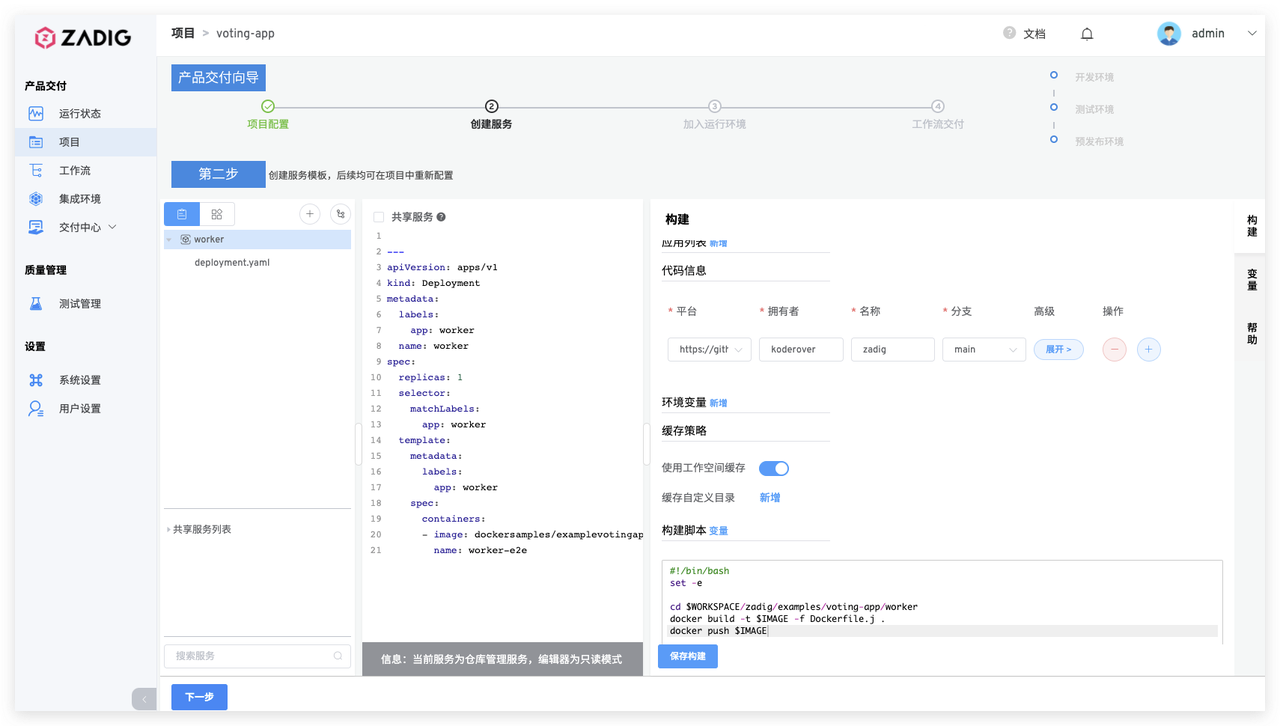 ZADIG
项目 > voting-app
文档
admin
产品交付
运行状态
项目
工作流
集成环境
交付中心
质量管理
测试管理
设置
系统设置
用户设置
产品交付向导
2
3
4
项目配置
创建服务
加入运行环境
工作流交付
开发环境
测试环境
预发布环境
第二步 创建服务模板，后续均可在项目中重新配置
worker
deployment.yaml
共享服务列表
搜索服务
共享服务
1
2 ---
3 apiVersion: apps/v1
4 kind: Deployment
5 metadata:
6 labels:
7 app: worker
8 name: worker
9 spec:
10 replicas: 1
11 selector:
12 matchLabels:
13 app: worker
14 template:
15 metadata:
16 labels:
17 app: worker
18 spec:
19 containers:
20 - image: dockersamples/examplevotingap
21 name: worker-e2e
信息：当前服务为仓库管理服务，编辑器为只读模式
构建
应用列表 新增
代码信息
* 平台 * 拥有者 * 名称 * 分支 高级 操作
https://gith koderover zadig main 展开 >
环境变量 新增
缓存策略
使用工作空间缓存
缓存自定义目录 新增
构建脚本 变量
#!/bin/bash
set -e
cd $WORKSPACE/zadig/examples/voting-app/worker
docker build -t $IMAGE -f Dockerfile.j .
docker push $IMAGE
保存构建
构建
变量
帮助
下一步